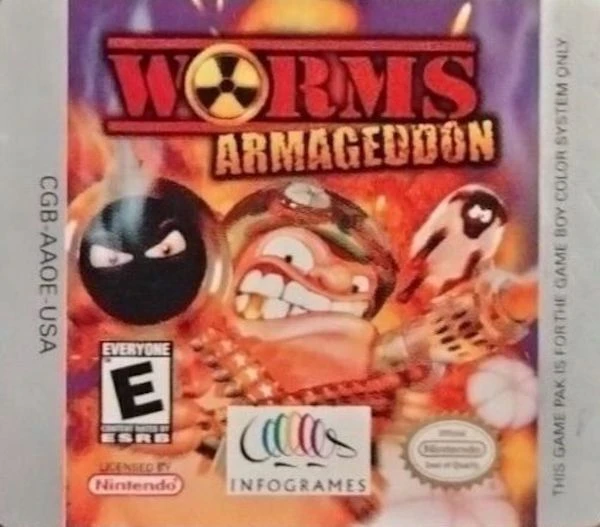 WORMS
ARMAGEDDON
CGB-AAOE-USA
THIS GAME PAK IS FOR THE GAME BOY COLOR SYSTEM ONLY
EVERYONE
E
CONTENT RATED BY
ESRB
LICENSED BY
Nintendo
INFOGRAMES
Official
Nintendo
Seal of Quality